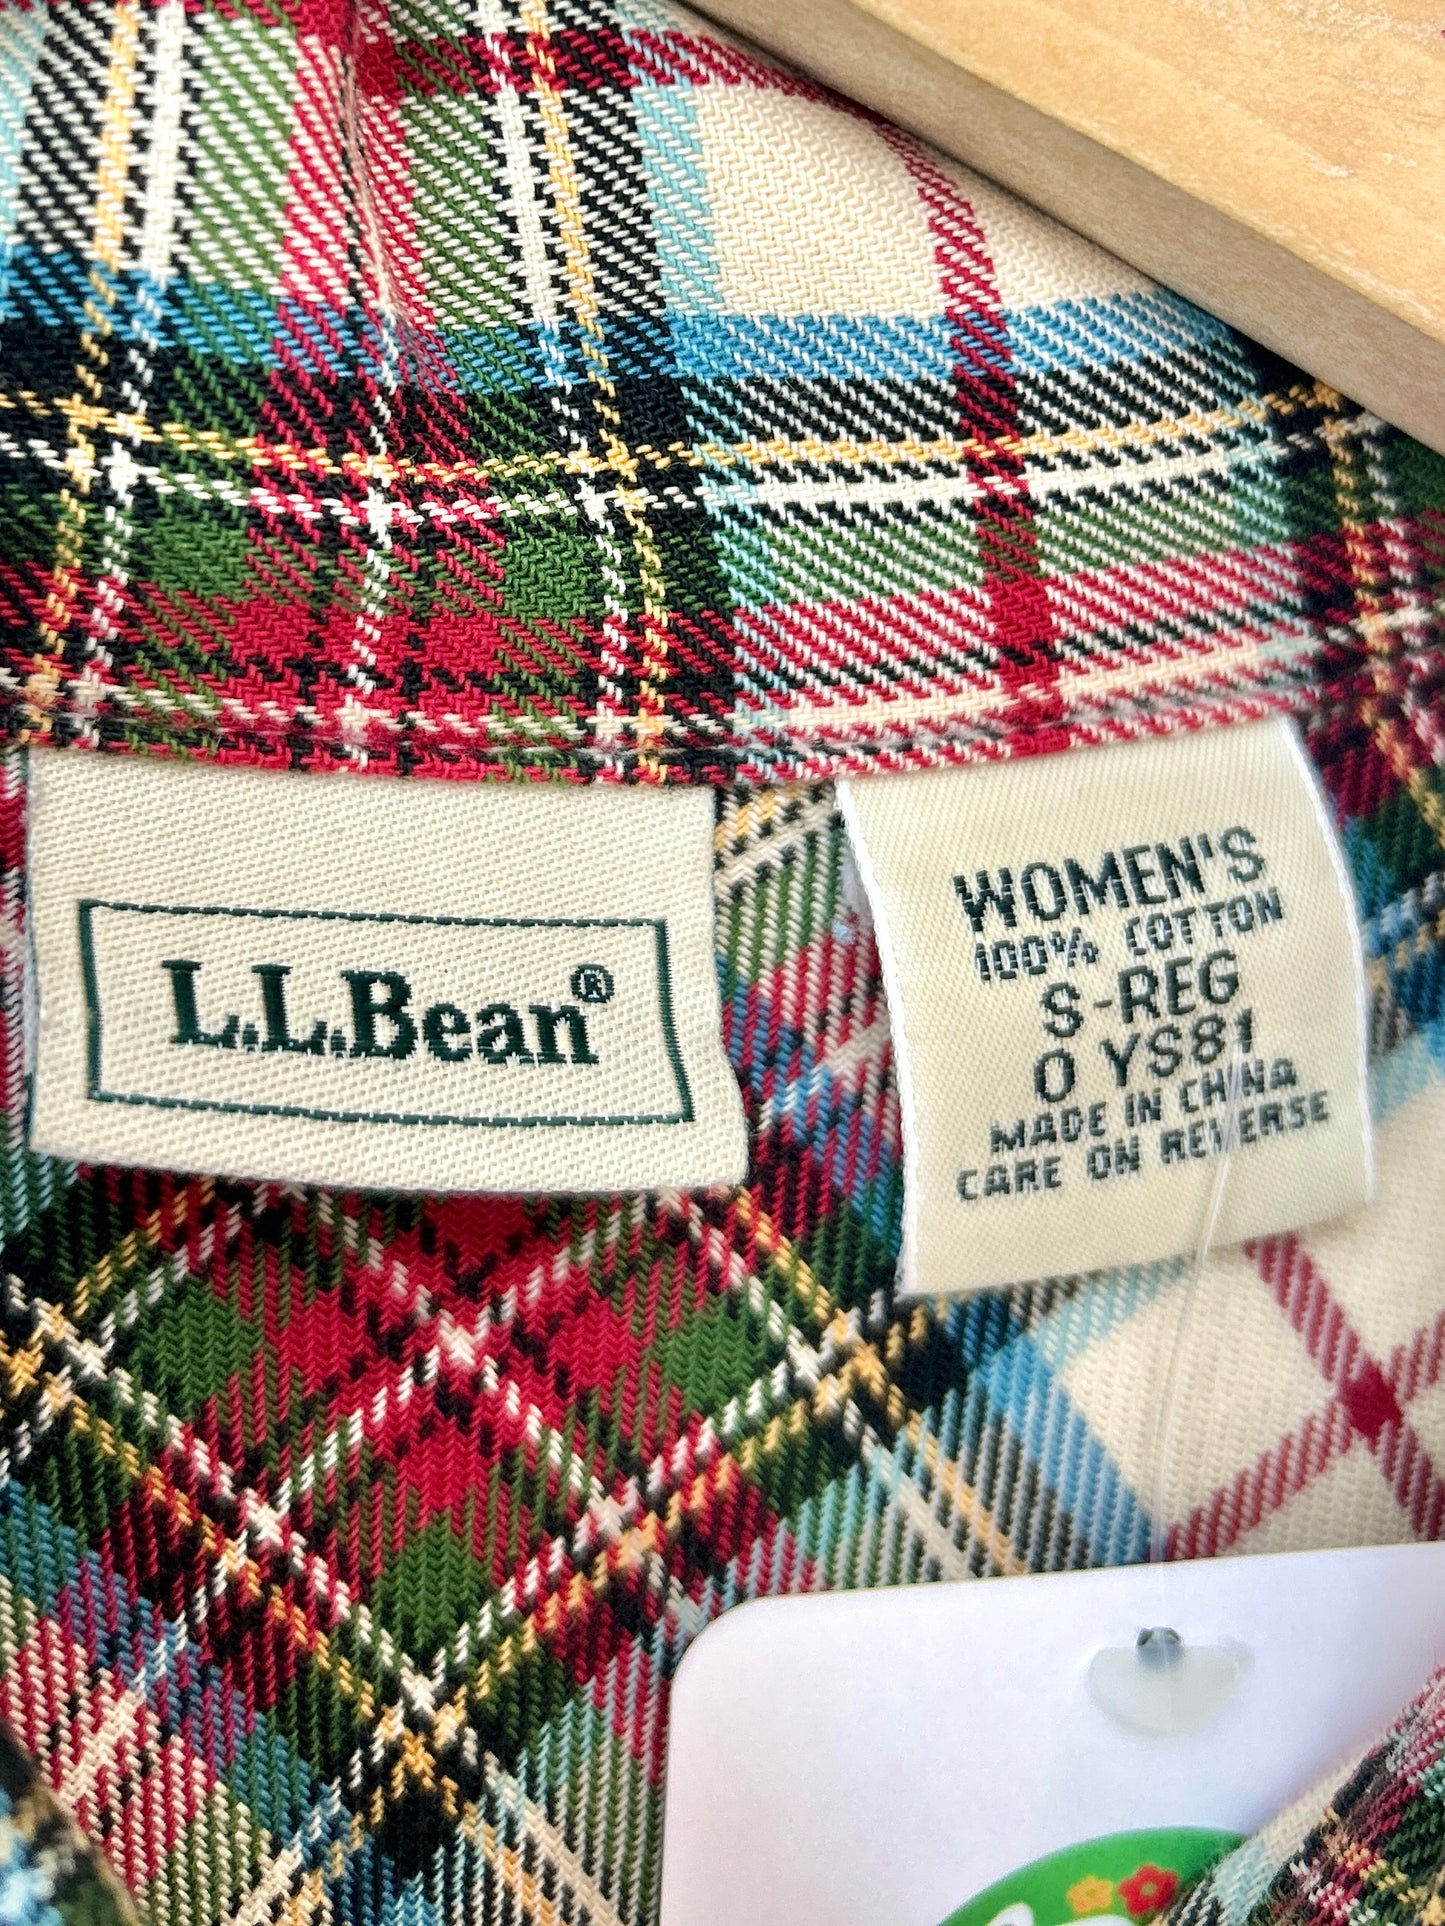 L.L.Bean®
WOMEN'S
100% COTTON
S-REG
0 YS81
MADE IN CHINA
CARE ON REVERSE